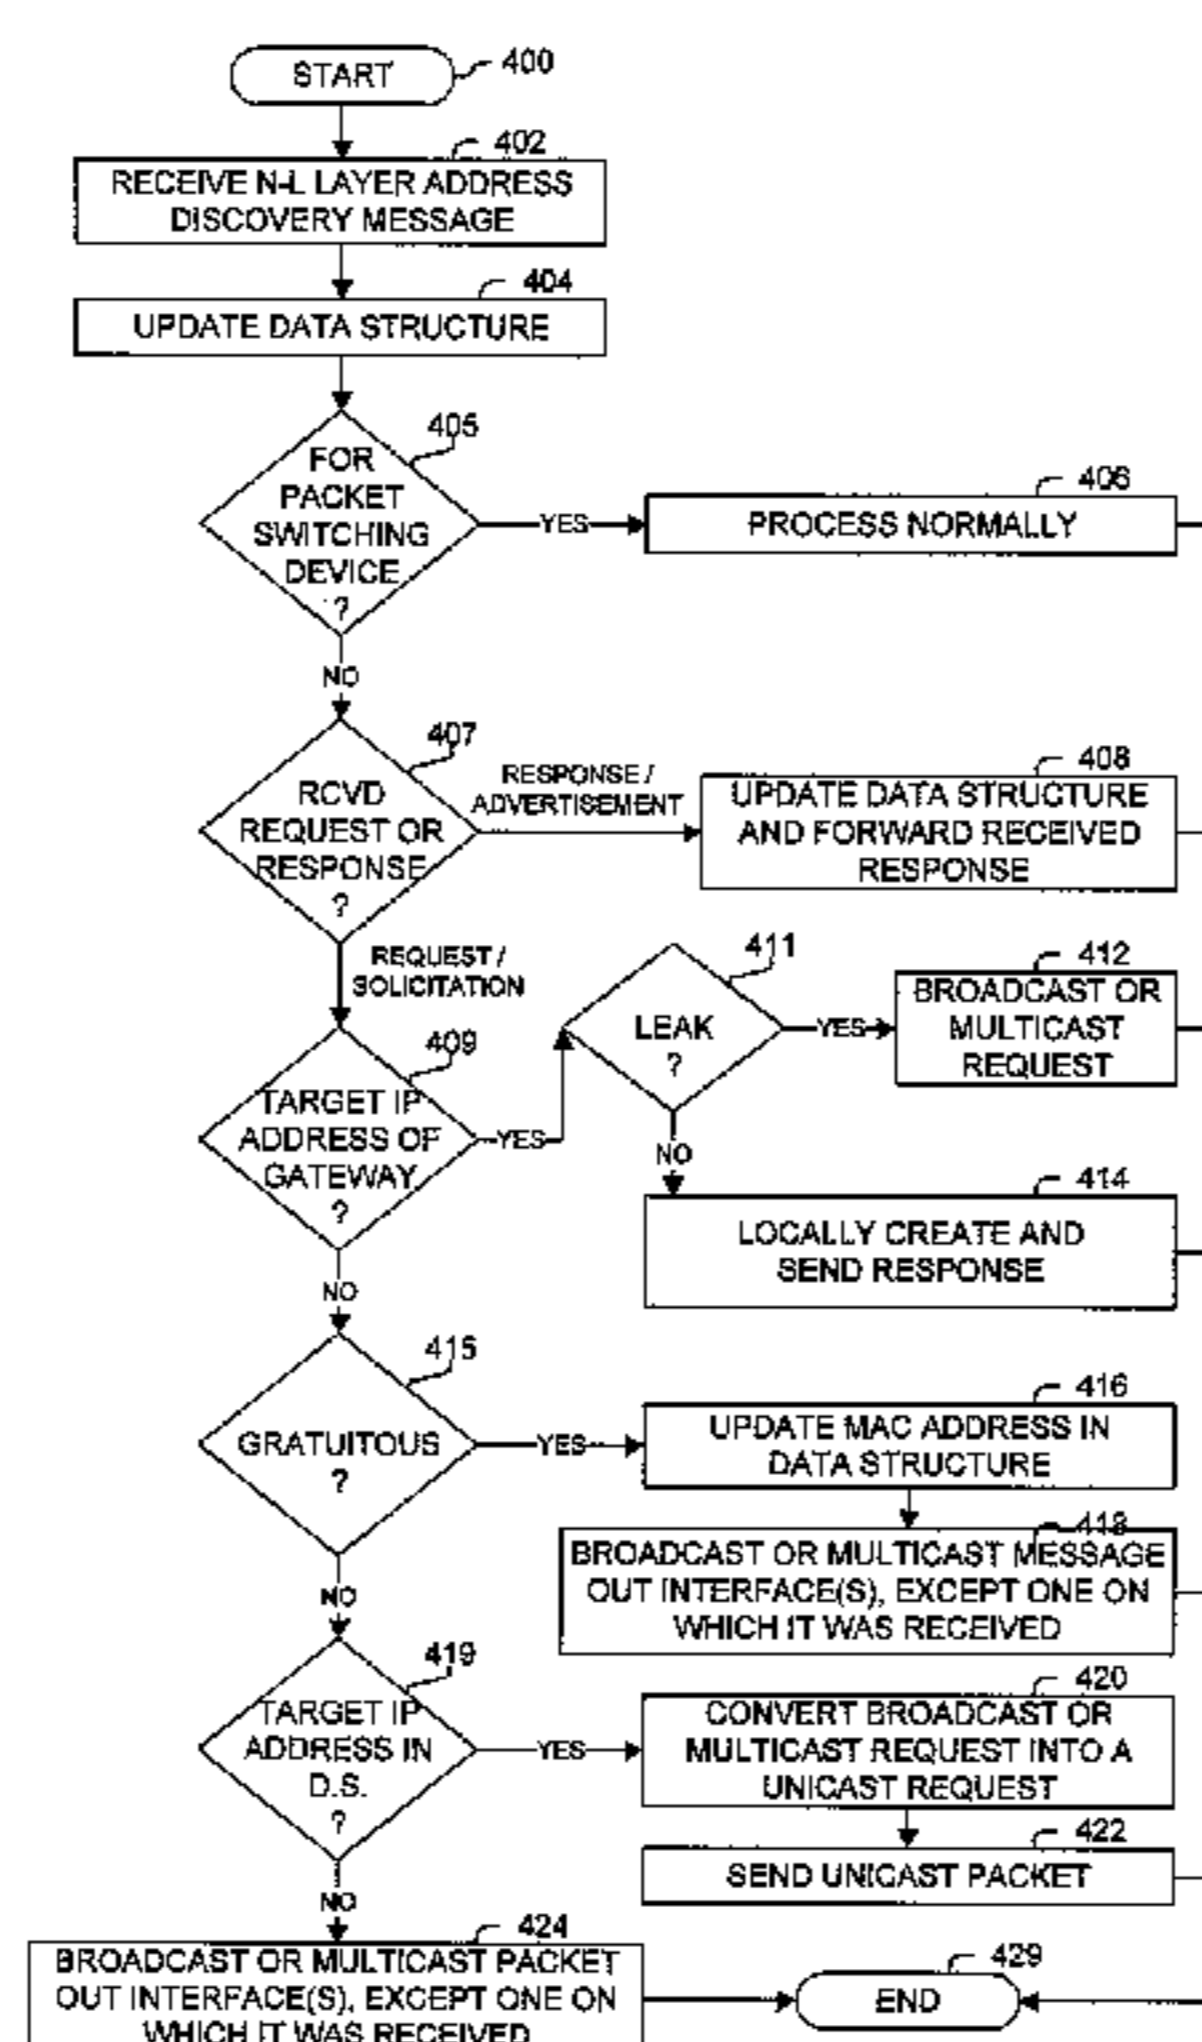 START
400
402
RECEIVE N-L LAYER ADDRESS
DISCOVERY MESSAGE
404
UPDATE DATA STRUCTURE
405
FOR
PACKET
SWITCHING
DEVICE
?
YES
406
PROCESS NORMALLY
NO
407
RCVD
REQUEST OR
RESPONSE
?
RESPONSE /
ADVERTISEMENT
408
UPDATE DATA STRUCTURE
AND FORWARD RECEIVED
RESPONSE
REQUEST /
SOLICITATION
409
TARGET IP
ADDRESS OF
GATEWAY
?
YES
411
LEAK
?
YES
412
BROADCAST OR
MULTICAST
REQUEST
NO
414
LOCALLY CREATE AND
SEND RESPONSE
NO
415
GRATUITOUS
?
YES
416
UPDATE MAC ADDRESS IN
DATA STRUCTURE
418
BROADCAST OR MULTICAST MESSAGE
OUT INTERFACE(S), EXCEPT ONE ON
WHICH IT WAS RECEIVED
NO
419
TARGET IP
ADDRESS IN
D.S.
?
YES
420
CONVERT BROADCAST OR
MULTICAST REQUEST INTO A
UNICAST REQUEST
422
SEND UNICAST PACKET
NO
424
BROADCAST OR MULTICAST PACKET
OUT INTERFACE(S), EXCEPT ONE ON
WHICH IT WAS RECEIVED
429
END